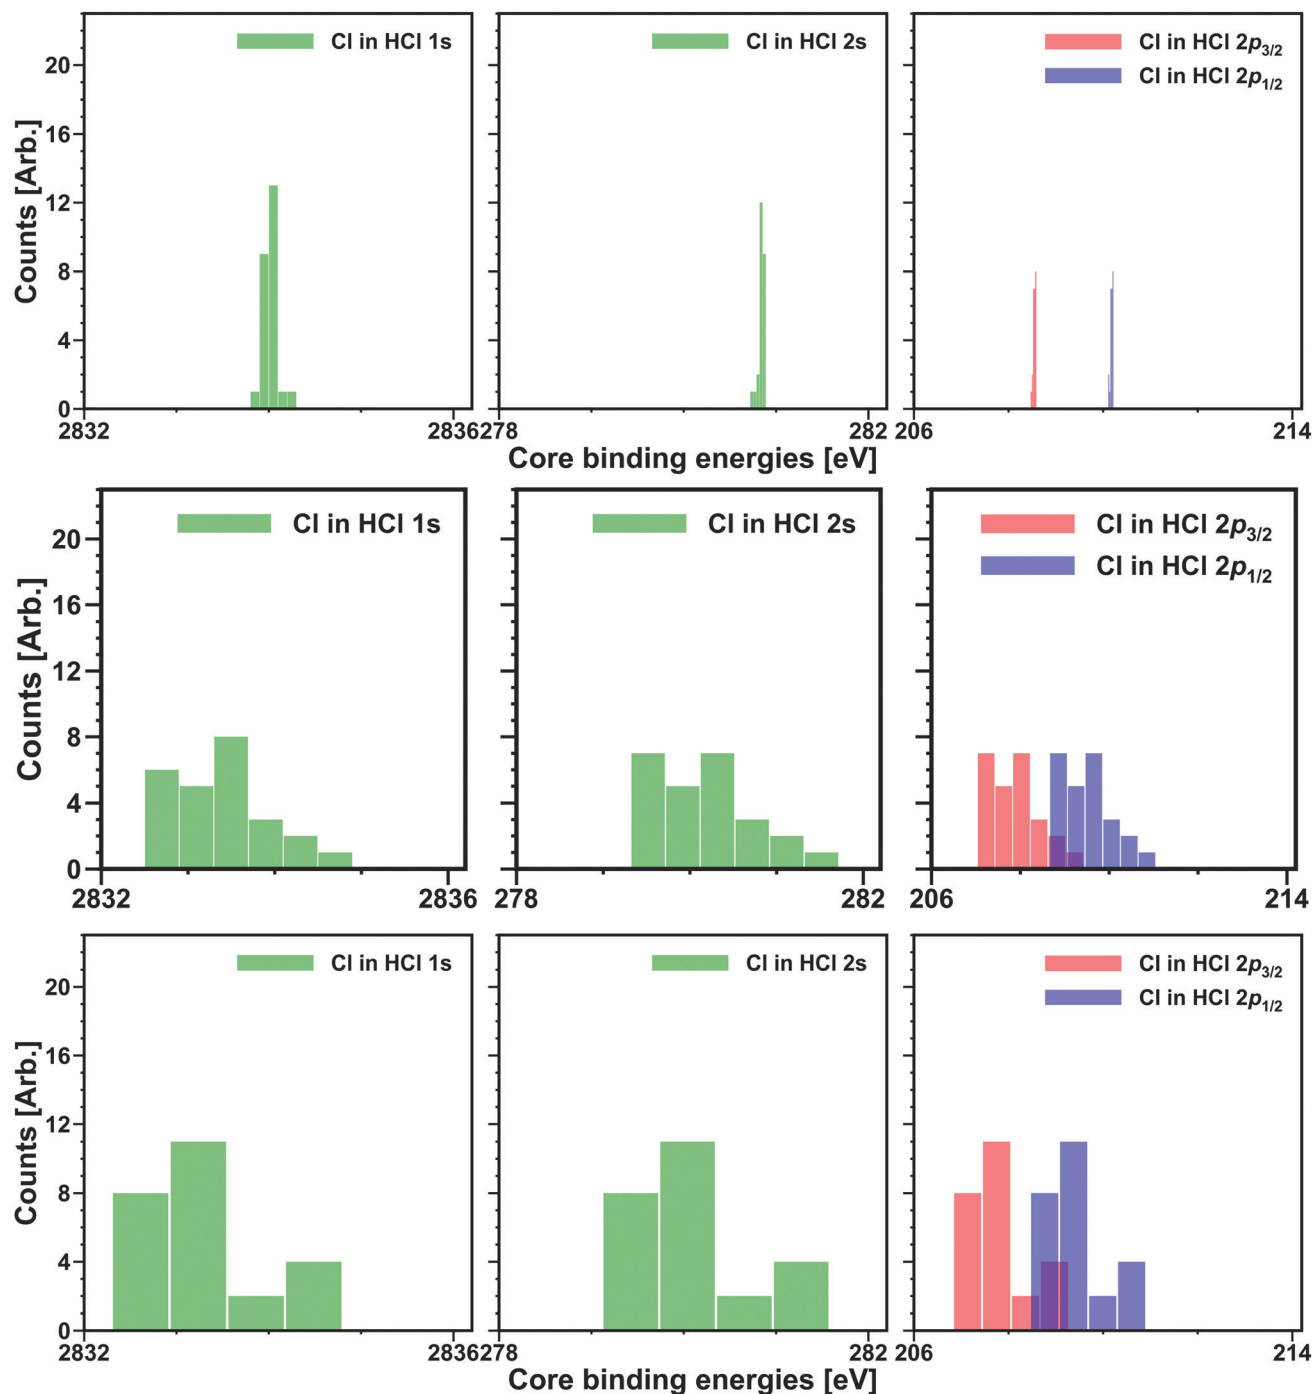 Cl in HCl 1s
Cl in HCl 2s
Cl in HCl 2p3/2
Cl in HCl 2p1/2
Counts [Arb.]
20
16
12
8
4
0
2832
2836
278
282
206
214
Core binding energies [eV]
Cl in HCl 1s
Cl in HCl 2s
Cl in HCl 2p3/2
Cl in HCl 2p1/2
Counts [Arb.]
20
16
12
8
4
0
2832
2836
278
282
206
214
Cl in HCl 1s
Cl in HCl 2s
Cl in HCl 2p3/2
Cl in HCl 2p1/2
Counts [Arb.]
20
16
12
8
4
0
2832
2836
278
282
206
214
Core binding energies [eV]